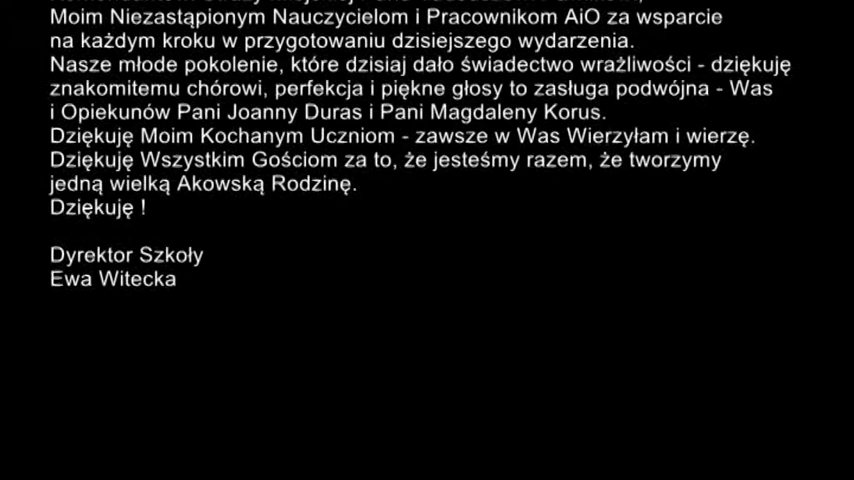 Moim Niezastąpionym Nauczycielom i Pracownikom AiO za wsparcie
na każdym kroku w przygotowaniu dzisiejszego wydarzenia.
Nasze młode pokolenie, które dzisiaj dało świadectwo wrażliwości - dziękuję
znakomitemu chórowi, perfekcja i piękne głosy to zasługa podwójna - Was
i Opiekunów Pani Joanny Duras i Pani Magdaleny Korus.
Dziękuję Moim Kochanym Uczniom - zawsze w Was Wierzyłam i wierzę.
Dziękuję Wszystkim Gościom za to, że jesteśmy razem, że tworzymy
jedną wielką Akowską Rodzinę.
Dziękuję !
Dyrektor Szkoły
Ewa Witecka